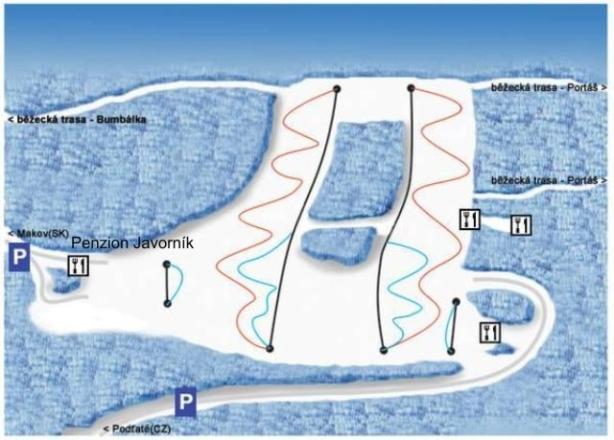 běžecká trasa - Portáš >
< běžecká trasa - Bumbálka
běžecká trasa - Portáš >
< Makov(SK)
Penzion Javorník
P
P
< Podťaté(CZ)